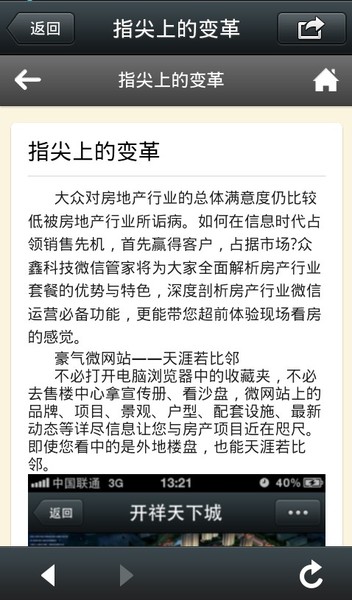 返回 指尖上的变革
指尖上的变革
指尖上的变革
大众对房地产行业的总体满意度仍比较
低被房地产行业所诟病。如何在信息时代占
领销售先机，首先赢得客户，占据市场?众
鑫科技微信管家将为大家全面解析房产行业
套餐的优势与特色，深度剖析房产行业微信
运营必备功能，更能带您超前体验现场看房
的感觉。
豪气微网站——天涯若比邻
不必打开电脑浏览器中的收藏夹，不必
去售楼中心拿宣传册、看沙盘，微网站上的
品牌、项目、景观、户型、配套设施、最新
动态等详尽信息让您与房产项目近在咫尺。
即使您看中的是外地楼盘，也能天涯若比
邻。
中国联通 3G 13:21 40%
返回 开祥天下城